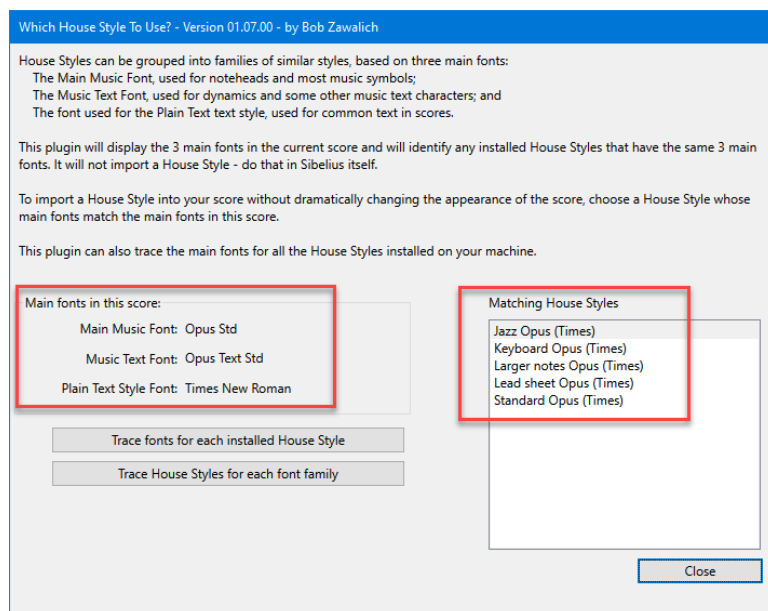 Which House Style To Use? - Version 01.07.00 - by Bob Zawalich
House Styles can be grouped into families of similar styles, based on three main fonts:
The Main Music Font, used for noteheads and most music symbols;
The Music Text Font, used for dynamics and some other music text characters; and
The font used for the Plain Text text style, used for common text in scores.
This plugin will display the 3 main fonts in the current score and will identify any installed House Styles that have the same 3 main
fonts. It will not import a House Style - do that in Sibelius itself.
To import a House Style into your score without dramatically changing the appearance of the score, choose a House Style whose
main fonts match the main fonts in this score.
This plugin can also trace the main fonts for all the House Styles installed on your machine.
Main fonts in this score:
Main Music Font: Opus Std
Music Text Font: Opus Text Std
Plain Text Style Font: Times New Roman
Trace fonts for each installed House Style
Trace House Styles for each font family
Matching House Styles
Jazz Opus (Times)
Keyboard Opus (Times)
Larger notes Opus (Times)
Lead sheet Opus (Times)
Standard Opus (Times)
Close